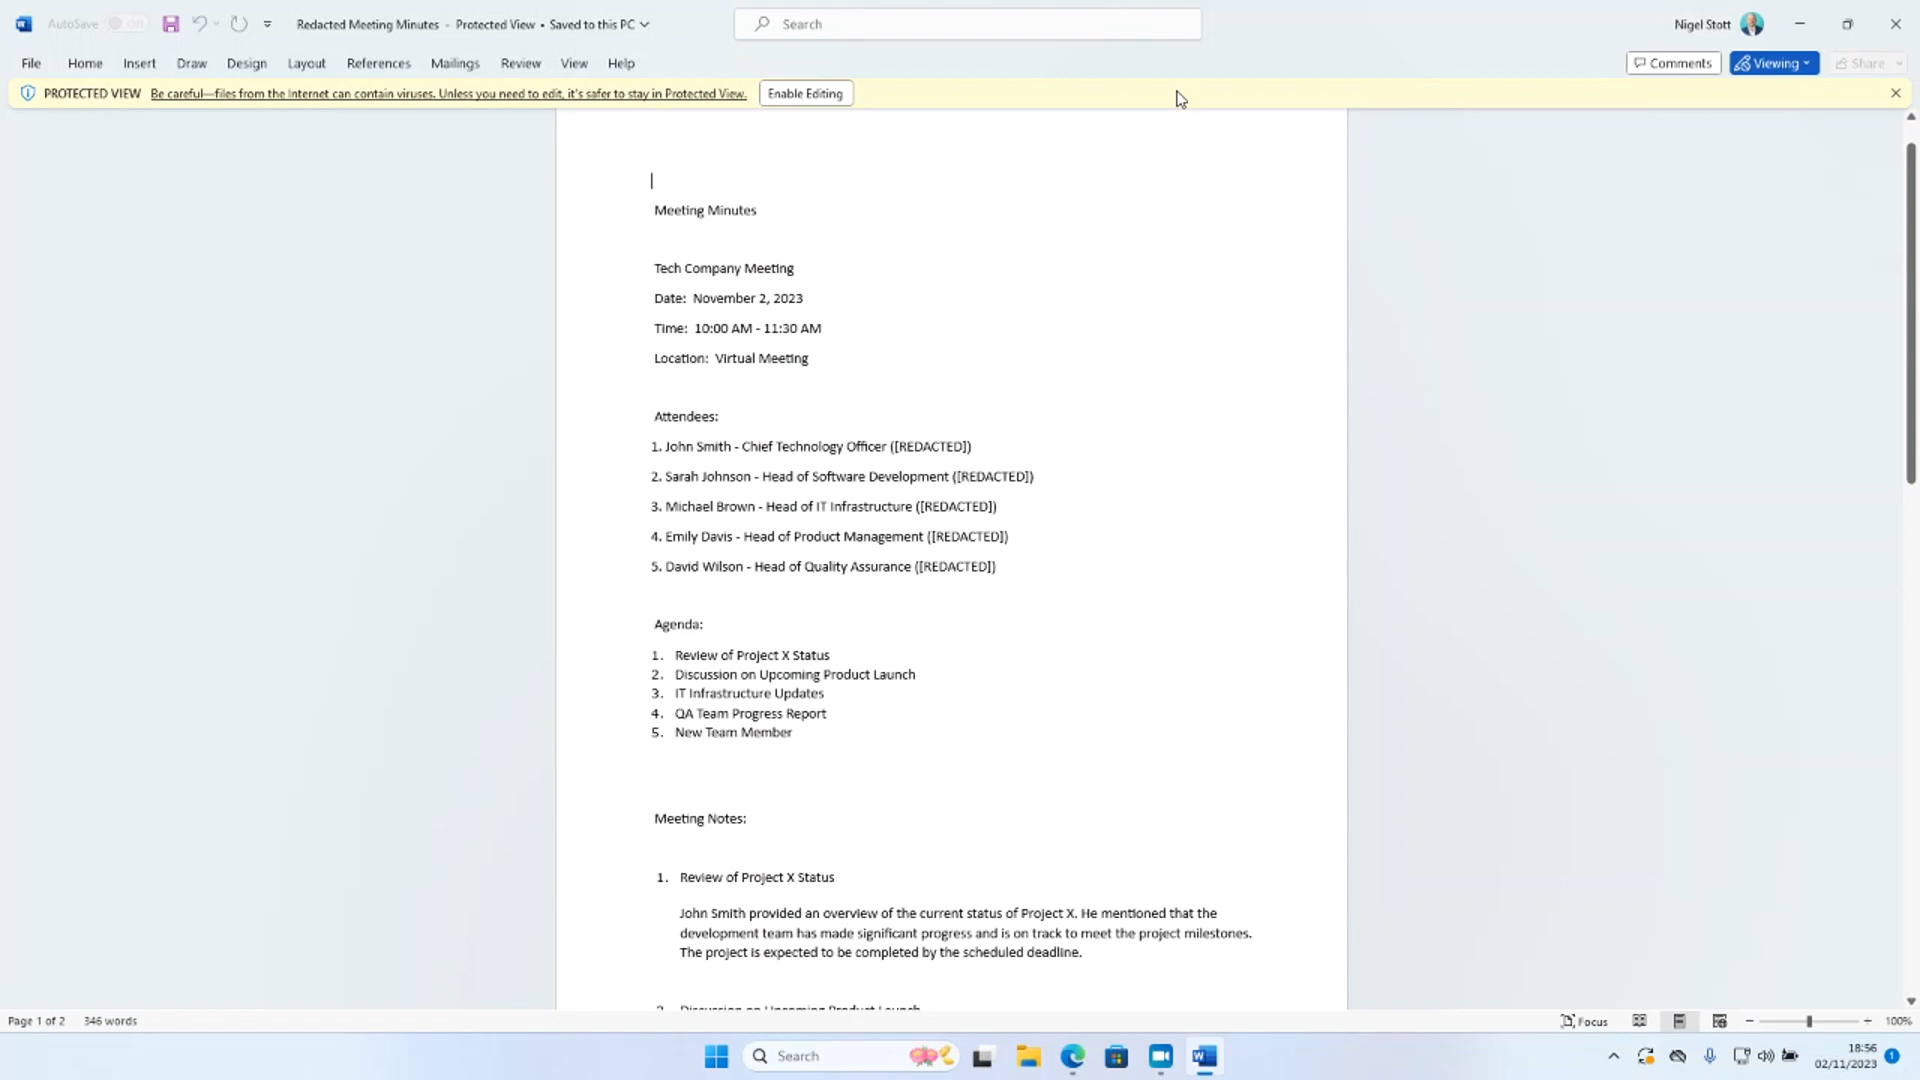 AutoSave Off Redacted Meeting Minutes - Protected View • Saved to this PC Search Nigel Stott
File Home Insert Draw Design Layout References Mailings Review View Help Comments Viewing Share
PROTECTED VIEW Be careful—files from the Internet can contain viruses. Unless you need to edit, it's safer to stay in Protected View. Enable Editing
Meeting Minutes
Tech Company Meeting
Date: November 2, 2023
Time: 10:00 AM - 11:30 AM
Location: Virtual Meeting
Attendees:
1. John Smith - Chief Technology Officer ([REDACTED])
2. Sarah Johnson - Head of Software Development ([REDACTED])
3. Michael Brown - Head of IT Infrastructure ([REDACTED])
4. Emily Davis - Head of Product Management ([REDACTED])
5. David Wilson - Head of Quality Assurance ([REDACTED])
Agenda:
1. Review of Project X Status
2. Discussion on Upcoming Product Launch
3. IT Infrastructure Updates
4. QA Team Progress Report
5. New Team Member
Meeting Notes:
1. Review of Project X Status
John Smith provided an overview of the current status of Project X. He mentioned that the
development team has made significant progress and is on track to meet the project milestones.
The project is expected to be completed by the scheduled deadline.
2. Discussion on Upcoming Product Launch
Page 1 of 2 346 words Focus 100%
Search 18:56
02/11/2023 1